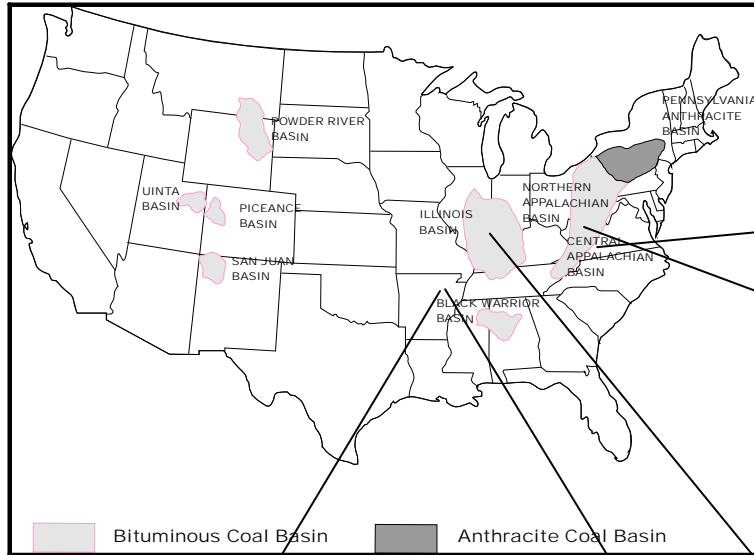 PENNSYLVANIA
ANTHRACITE
BASIN
POWDER RIVER
BASIN
UINTA
BASIN
PICEANCE
BASIN
NORTHERN
APPALACHIAN
BASIN
ILLINOIS
BASIN
CENTRAL
APPALACHIAN
BASIN
SAN JUAN
BASIN
BLACK WARRIOR
BASIN
Bituminous Coal Basin
Anthracite Coal Basin